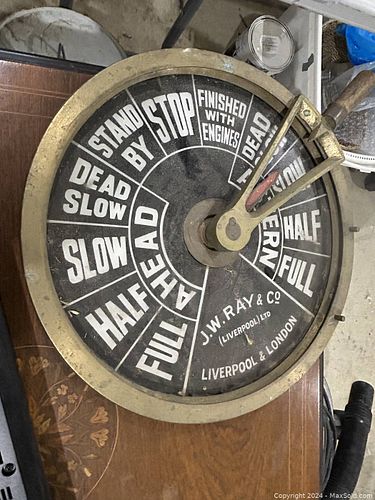 FULL
HALF
SLOW
DEAD
SLOW
STAND
BY
STOP
FINISHED
WITH
ENGINES
DEAD
SLOW
HALF
FULL
AHEAD
J.W. RAY & Co
(LIVERPOOL) LTD
LIVERPOOL & LONDON
Copyright 2024 - MaxSold.com